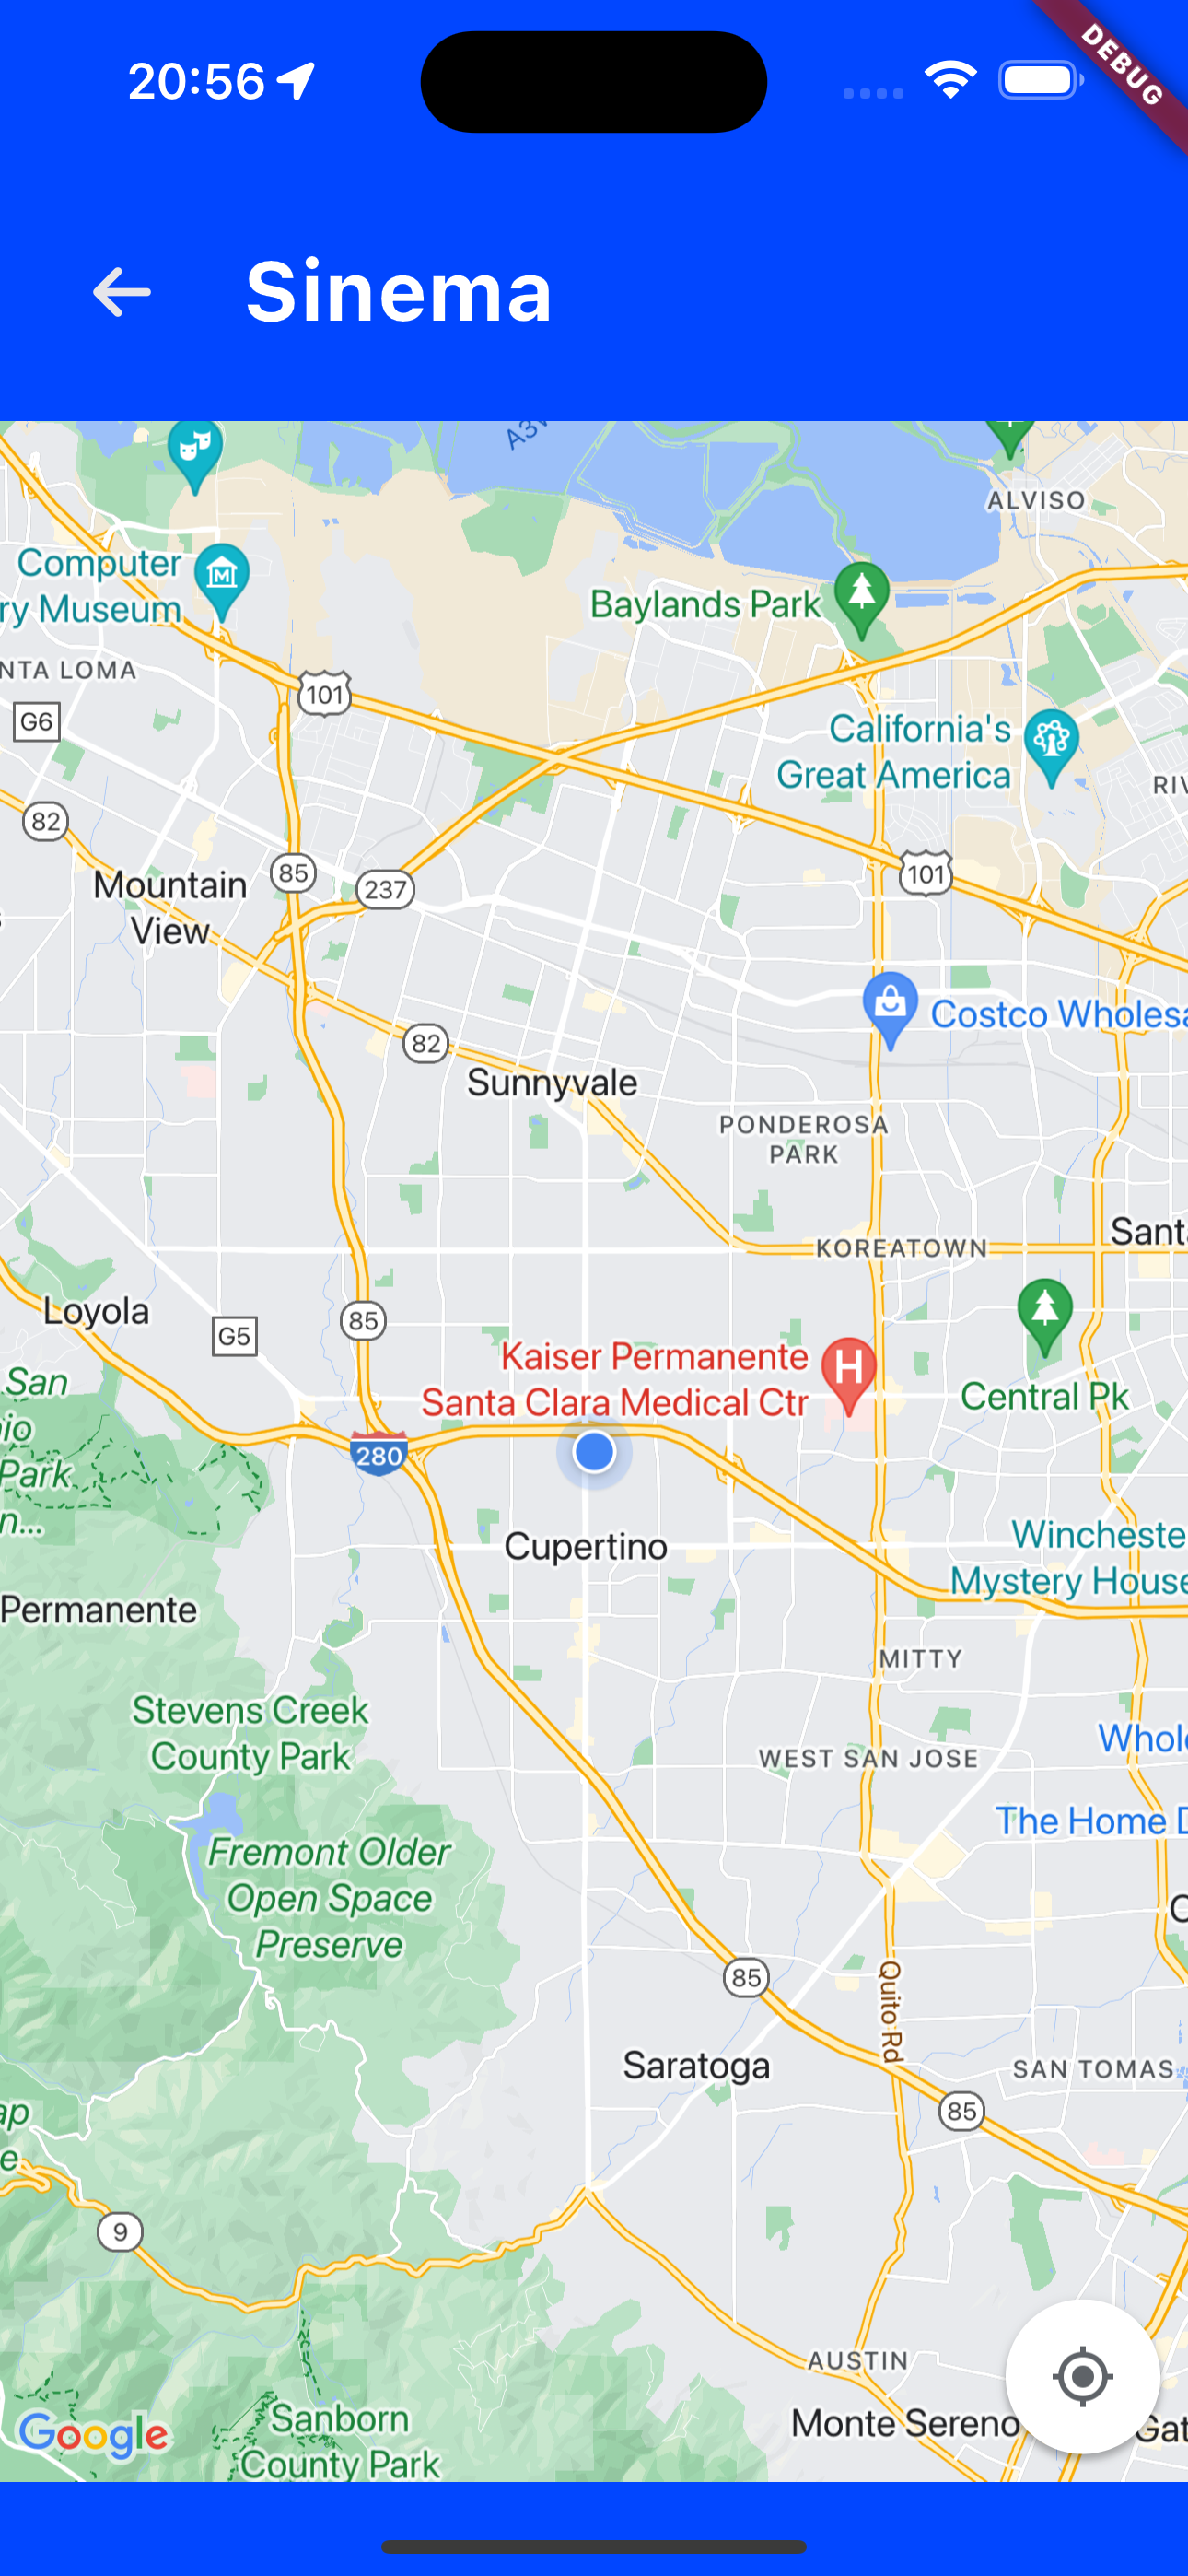 20:56
DEBUG
Sinema
ALVISO
Computer
ry Museum
Baylands Park
NTA LOMA
101
G6
California's
Great America
RIV
82
85
237
101
Mountain
View
Costco Wholesa
82
Sunnyvale
PONDEROSA
PARK
Sant
KOREATOWN
Loyola
85
G5
Kaiser Permanente
Santa Clara Medical Ctr
H
Central Pk
San
io
Park
n...
280
Cupertino
Wincheste
Mystery House
Permanente
MITTY
Stevens Creek
County Park
Whol
WEST SAN JOSE
The Home D
Fremont Older
Open Space
Preserve
85
Quito Rd
Saratoga
SAN TOMAS
85
ap
e
9
AUSTIN
Monte Sereno
Gat
Google
Sanborn
County Park